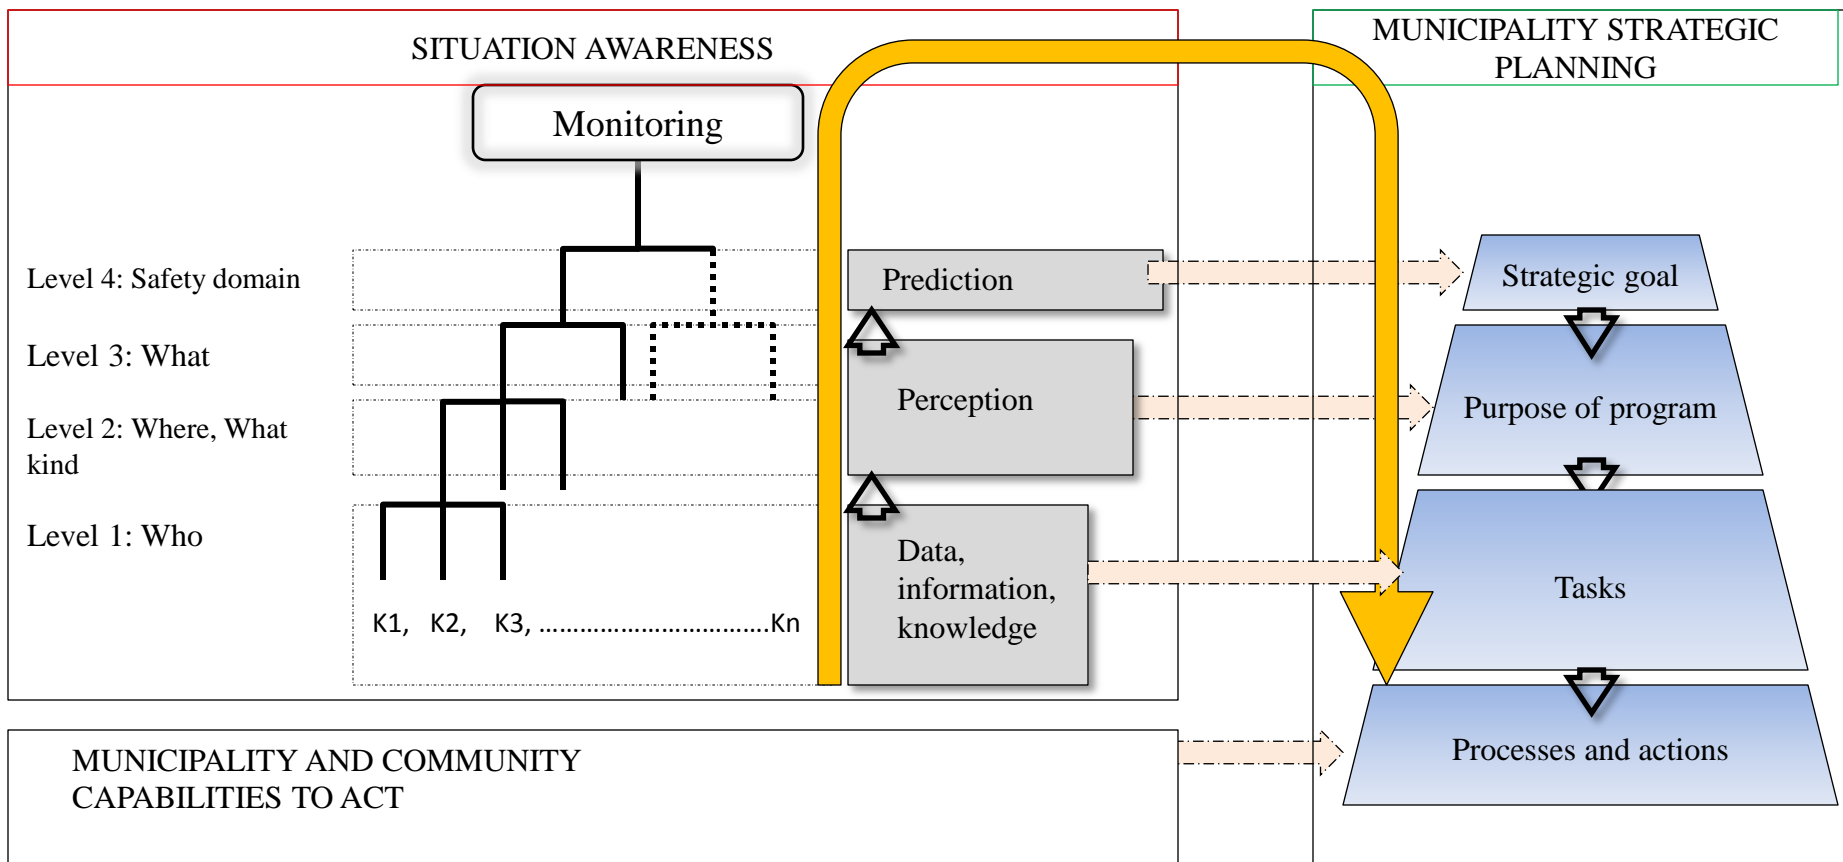 SITUATION AWARENESS
MUNICIPALITY STRATEGIC
PLANNING
Monitoring
Level 4: Safety domain
Prediction
Strategic goal
Level 3: What
Perception
Purpose of program
Level 2: Where, What
kind
Level 1: Who
Data,
information,
knowledge
Tasks
K1, K2, K3, ……………………………Kn
MUNICIPALITY AND COMMUNITY
CAPABILITIES TO ACT
Processes and actions